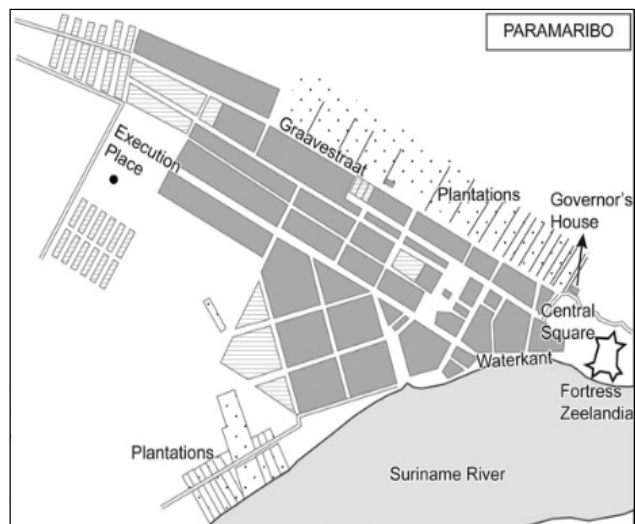 PARAMARIBO
Graavestraat
Execution
Place
Plantations
Governor's
House
Central
Square
Waterkant
Fortress
Zeelandia
Plantations
Suriname River